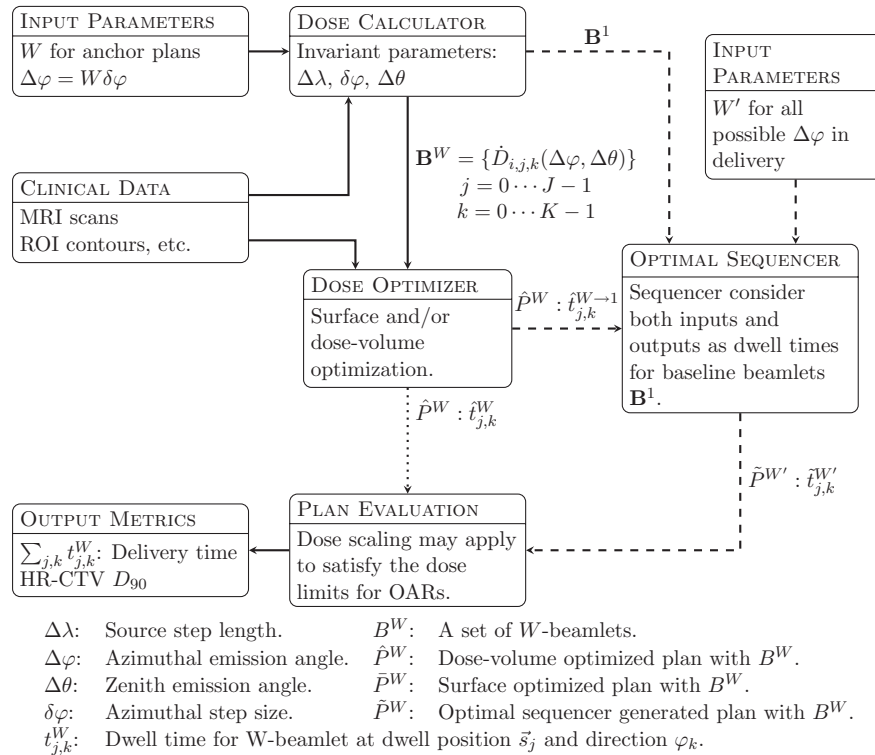 INPUT PARAMETERS
W for anchor plans
Δφ = Wδφ
DOSE CALCULATOR
Invariant parameters:
Δλ, δφ, Δθ
B¹
INPUT
PARAMETERS
W′ for all
possible Δφ in
delivery
B^W = {Ḋ_{i,j,k}(Δφ, Δθ)}
j = 0 ⋯ J − 1
k = 0 ⋯ K − 1
CLINICAL DATA
MRI scans
ROI contours, etc.
DOSE OPTIMIZER
Surface and/or
dose-volume
optimization.
P̂^W : t̂_{j,k}^{W→1}
OPTIMAL SEQUENCER
Sequencer consider
both inputs and
outputs as dwell times
for baseline beamlets
B¹.
P̂^W : t̂_{j,k}^W
P̃^{W′} : t̃_{j,k}^{W′}
OUTPUT METRICS
∑_{j,k} t_{j,k}^W: Delivery time
HR-CTV D₉₀
PLAN EVALUATION
Dose scaling may apply
to satisfy the dose
limits for OARs.
Δλ: Source step length. B^W: A set of W-beamlets.
Δφ: Azimuthal emission angle. P̂^W: Dose-volume optimized plan with B^W.
Δθ: Zenith emission angle. P̄^W: Surface optimized plan with B^W.
δφ: Azimuthal step size. P̃^W: Optimal sequencer generated plan with B^W.
t_{j,k}^W: Dwell time for W-beamlet at dwell position s⃗_j and direction φ_k.